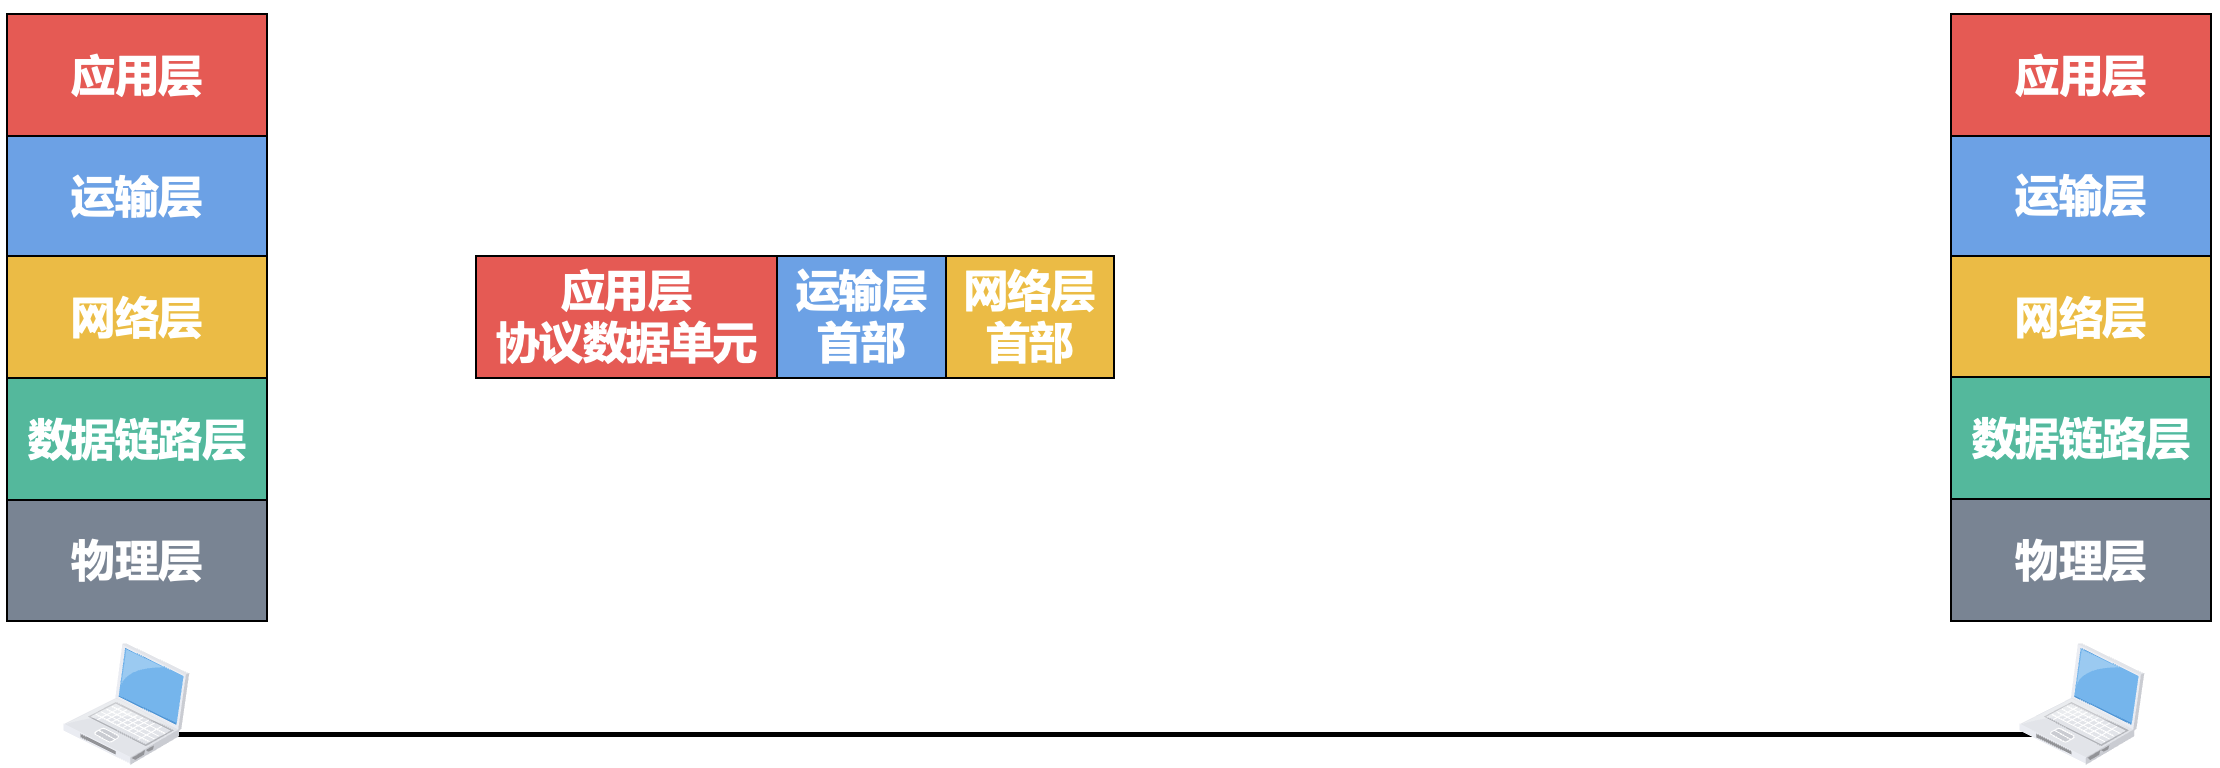 应用层
运输层
网络层
数据链路层
物理层
应用层
协议数据单元
运输层
首部
网络层
首部
应用层
运输层
网络层
数据链路层
物理层